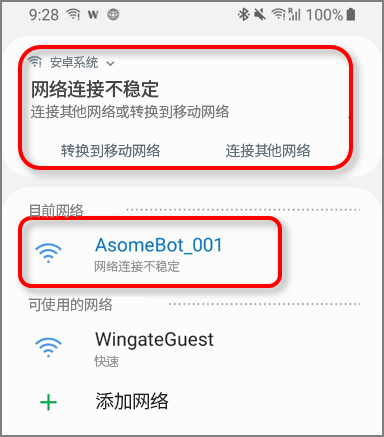 9:28 W R 100%
安卓系统
网络连接不稳定
连接其他网络或转换到移动网络
转换到移动网络 连接其他网络
目前网络
AsomeBot_001
网络连接不稳定
可使用的网络
WingateGuest
快速
添加网络